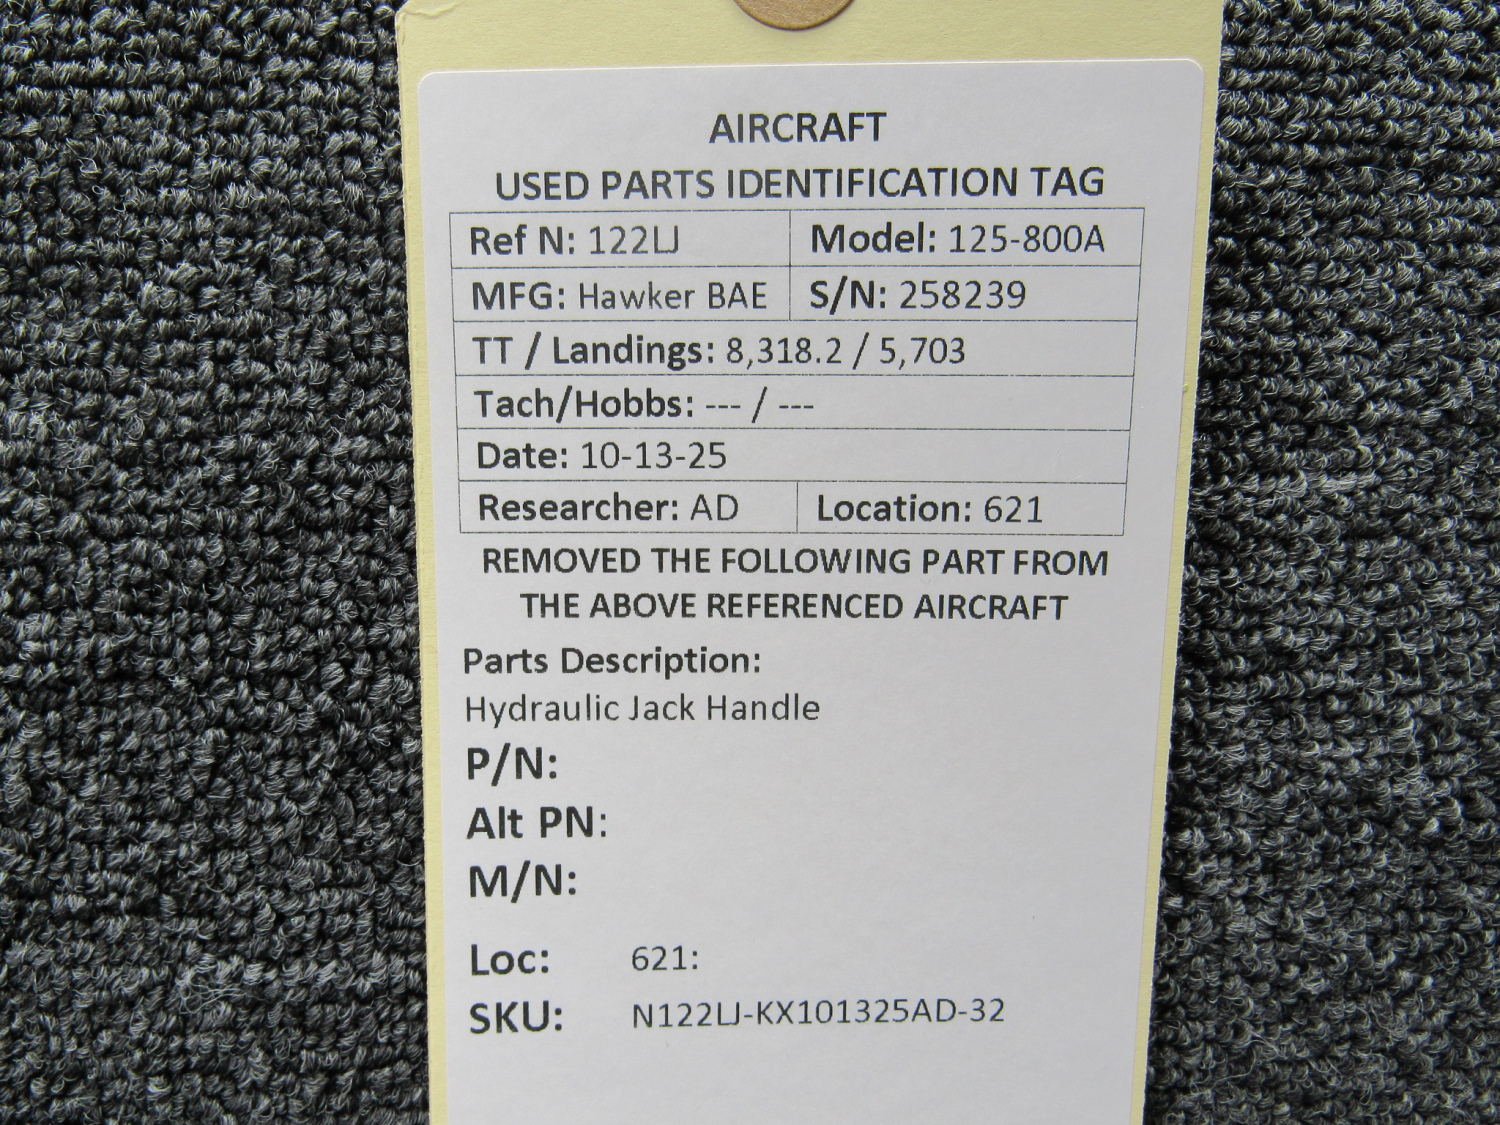 AIRCRAFT
USED PARTS IDENTIFICATION TAG
Ref N: 122LJ Model: 125-800A
MFG: Hawker BAE S/N: 258239
TT / Landings: 8,318.2 / 5,703
Tach/Hobbs: --- / ---
Date: 10-13-25
Researcher: AD Location: 621
REMOVED THE FOLLOWING PART FROM
THE ABOVE REFERENCED AIRCRAFT
Parts Description:
Hydraulic Jack Handle
P/N:
Alt PN:
M/N:
Loc: 621:
SKU: N122LJ-KX101325AD-32